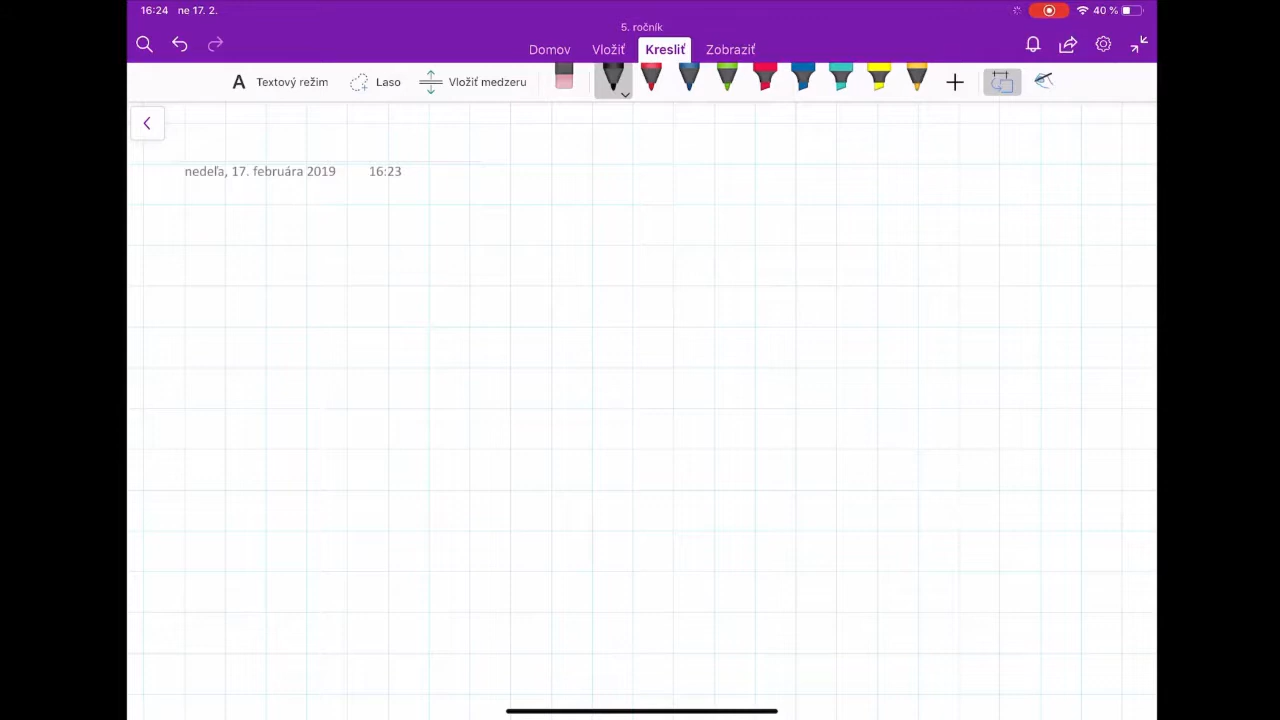 16:24 ne 17. 2.
40 %
5. ročník
Domov Vložiť Kresliť Zobraziť
A Textový režim Laso Vložiť medzeru
nedeľa, 17. februára 2019 16:23